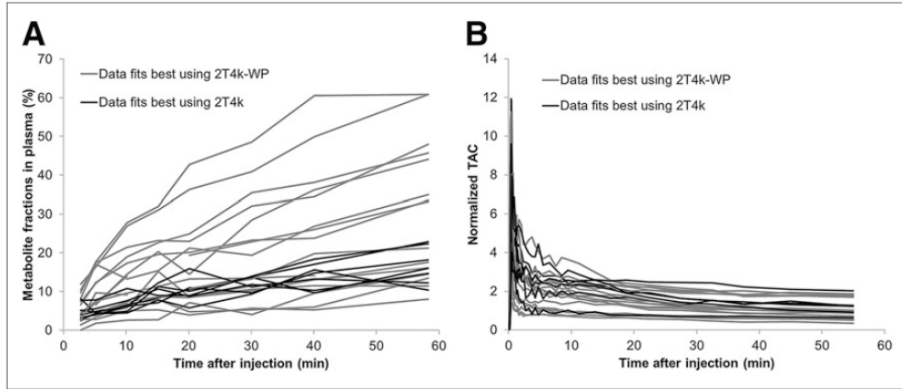 A
70
60
50
40
30
20
10
0
0 10 20 30 40 50 60
Metabolite fractions in plasma (%)
Time after injection (min)
Data fits best using 2T4k-WP
Data fits best using 2T4k
B
14
12
10
8
6
4
2
0
0 10 20 30 40 50 60
Normalized TAC
Time after injection (min)
Data fits best using 2T4k-WP
Data fits best using 2T4k